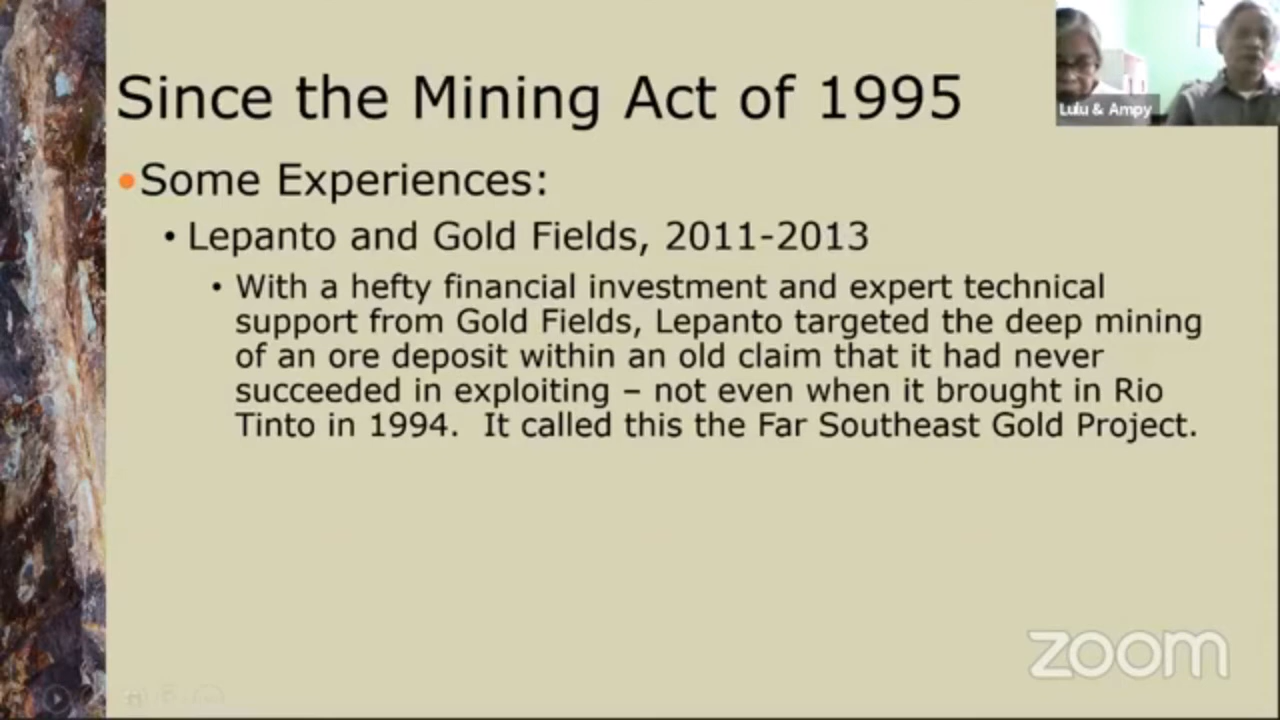 Since the Mining Act of 1995
Lulu & Ampy
•Some Experiences:
• Lepanto and Gold Fields, 2011-2013
• With a hefty financial investment and expert technical
support from Gold Fields, Lepanto targeted the deep mining
of an ore deposit within an old claim that it had never
succeeded in exploiting – not even when it brought in Rio
Tinto in 1994.  It called this the Far Southeast Gold Project.
zoom